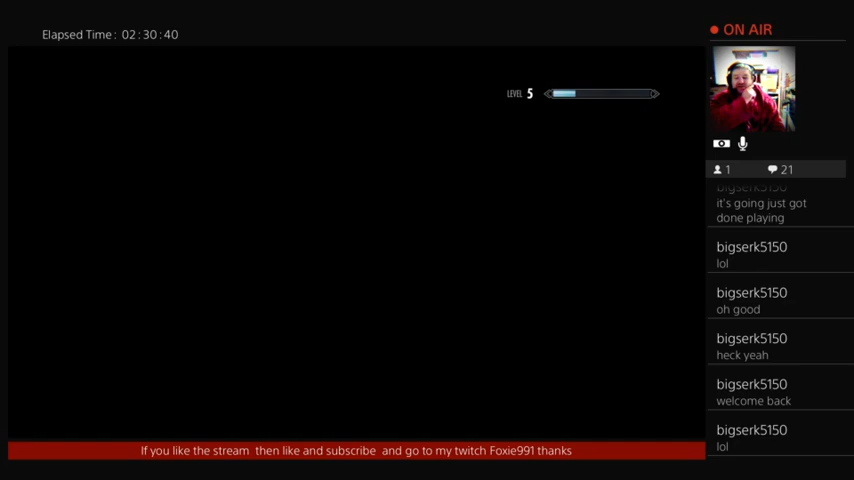 Elapsed Time: 02:30:40
ON AIR
LEVEL 5
1 21
bigserk5150
it's going just got
done playing
bigserk5150
lol
bigserk5150
oh good
bigserk5150
heck yeah
bigserk5150
welcome back
bigserk5150
lol
If you like the stream then like and subscribe and go to my twitch Foxie991 thanks